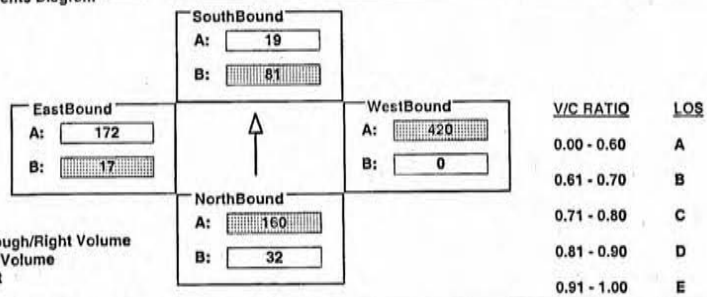 SouthBound
A: 19
B: 81
EastBound
A: 172
B: 17
WestBound
A: 420
B: 0
NorthBound
A: 160
B: 32
Volume
V/C RATIO LOS
0.00 - 0.60 A
0.61 - 0.70 B
0.71 - 0.80 C
0.81 - 0.90 D
0.91 - 1.00 E